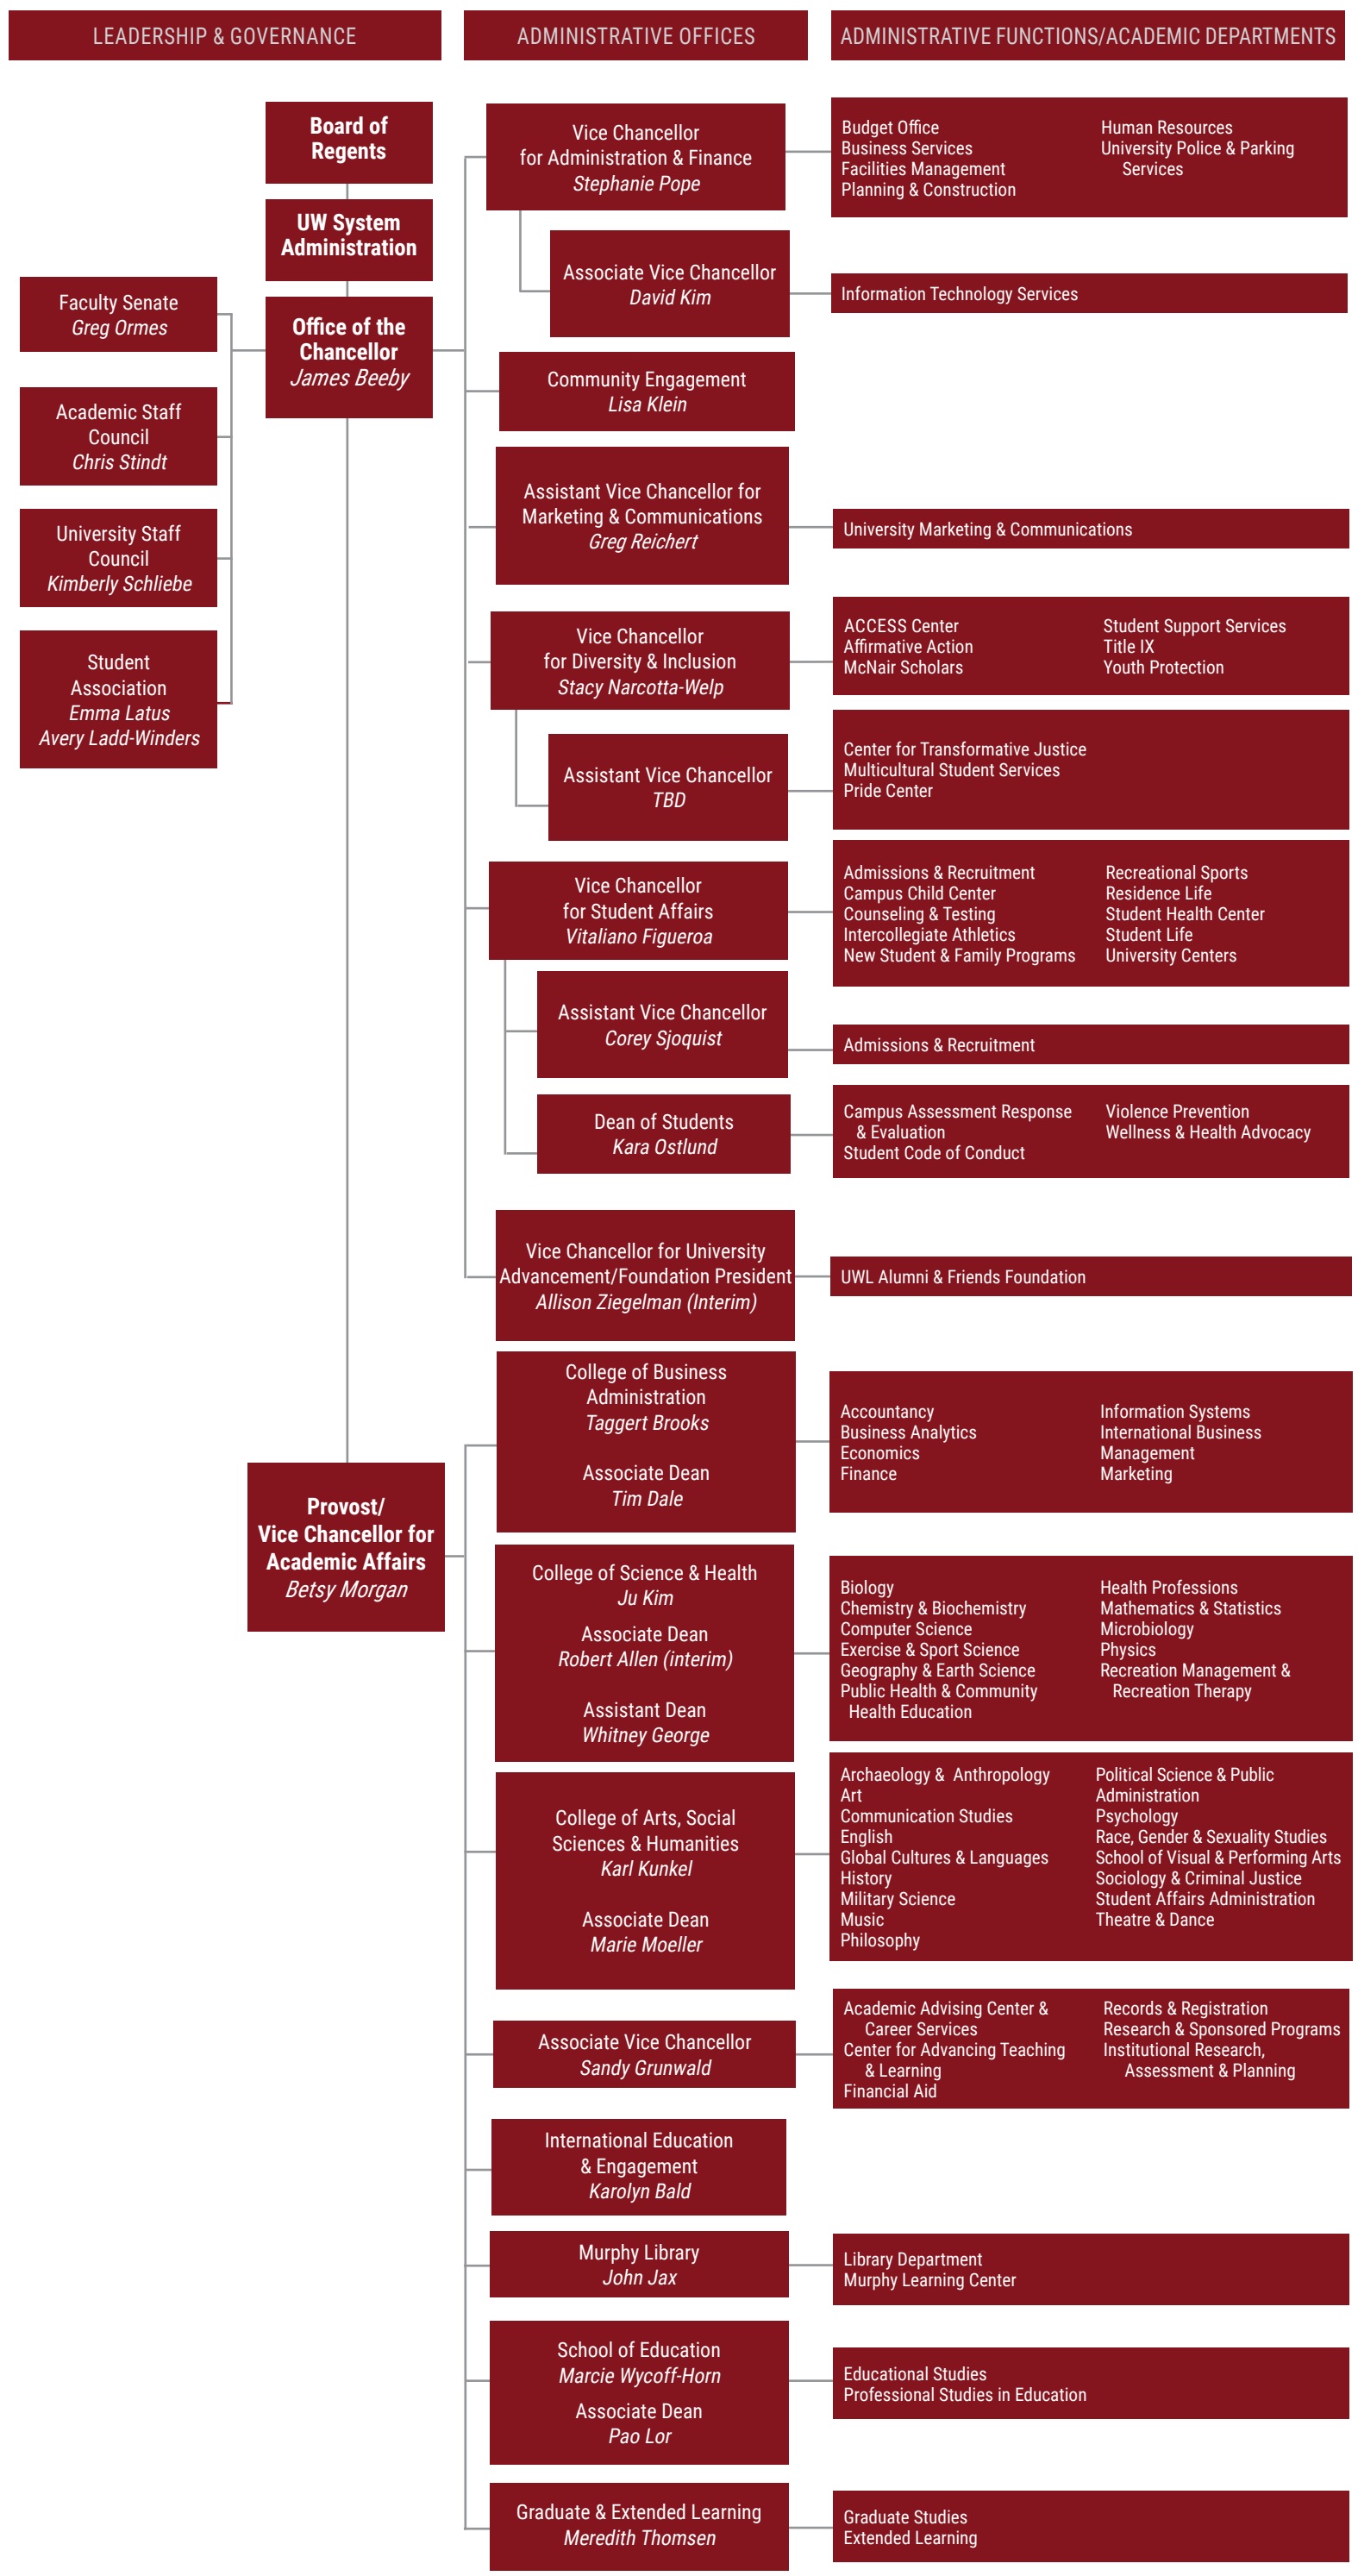 LEADERSHIP & GOVERNANCE
ADMINISTRATIVE OFFICES
ADMINISTRATIVE FUNCTIONS/ACADEMIC DEPARTMENTS
Board of
Regents
UW System
Administration
Office of the
Chancellor
James Beeby
Faculty Senate
Greg Ormes
Academic Staff
Council
Chris Stindt
University Staff
Council
Kimberly Schliebe
Student
Association
Emma Latus
Avery Ladd-Winders
Vice Chancellor
for Administration & Finance
Stephanie Pope
Budget Office
Business Services
Facilities Management
Planning & Construction
Human Resources
University Police & Parking
Services
Associate Vice Chancellor
David Kim
Information Technology Services
Community Engagement
Lisa Klein
Assistant Vice Chancellor for
Marketing & Communications
Greg Reichert
University Marketing & Communications
Vice Chancellor
for Diversity & Inclusion
Stacy Narcotta-Welp
ACCESS Center
Affirmative Action
McNair Scholars
Student Support Services
Title IX
Youth Protection
Assistant Vice Chancellor
TBD
Center for Transformative Justice
Multicultural Student Services
Pride Center
Vice Chancellor
for Student Affairs
Vitaliano Figueroa
Admissions & Recruitment
Campus Child Center
Counseling & Testing
Intercollegiate Athletics
New Student & Family Programs
Recreational Sports
Residence Life
Student Health Center
Student Life
University Centers
Assistant Vice Chancellor
Corey Sjoquist
Admissions & Recruitment
Dean of Students
Kara Ostlund
Campus Assessment Response
& Evaluation
Student Code of Conduct
Violence Prevention
Wellness & Health Advocacy
Vice Chancellor for University
Advancement/Foundation President
Allison Ziegelman (Interim)
UWL Alumni & Friends Foundation
Provost/
Vice Chancellor for
Academic Affairs
Betsy Morgan
College of Business
Administration
Taggert Brooks
Associate Dean
Tim Dale
Accountancy
Business Analytics
Economics
Finance
Information Systems
International Business
Management
Marketing
College of Science & Health
Ju Kim
Associate Dean
Robert Allen (interim)
Assistant Dean
Whitney George
Biology
Chemistry & Biochemistry
Computer Science
Exercise & Sport Science
Geography & Earth Science
Public Health & Community
Health Education
Health Professions
Mathematics & Statistics
Microbiology
Physics
Recreation Management &
Recreation Therapy
College of Arts, Social
Sciences & Humanities
Karl Kunkel
Associate Dean
Marie Moeller
Archaeology & Anthropology
Art
Communication Studies
English
Global Cultures & Languages
History
Military Science
Music
Philosophy
Political Science & Public
Administration
Psychology
Race, Gender & Sexuality Studies
School of Visual & Performing Arts
Sociology & Criminal Justice
Student Affairs Administration
Theatre & Dance
Associate Vice Chancellor
Sandy Grunwald
Academic Advising Center &
Career Services
Center for Advancing Teaching
& Learning
Financial Aid
Records & Registration
Research & Sponsored Programs
Institutional Research,
Assessment & Planning
International Education
& Engagement
Karolyn Bald
Murphy Library
John Jax
Library Department
Murphy Learning Center
School of Education
Marcie Wycoff-Horn
Associate Dean
Pao Lor
Educational Studies
Professional Studies in Education
Graduate & Extended Learning
Meredith Thomsen
Graduate Studies
Extended Learning